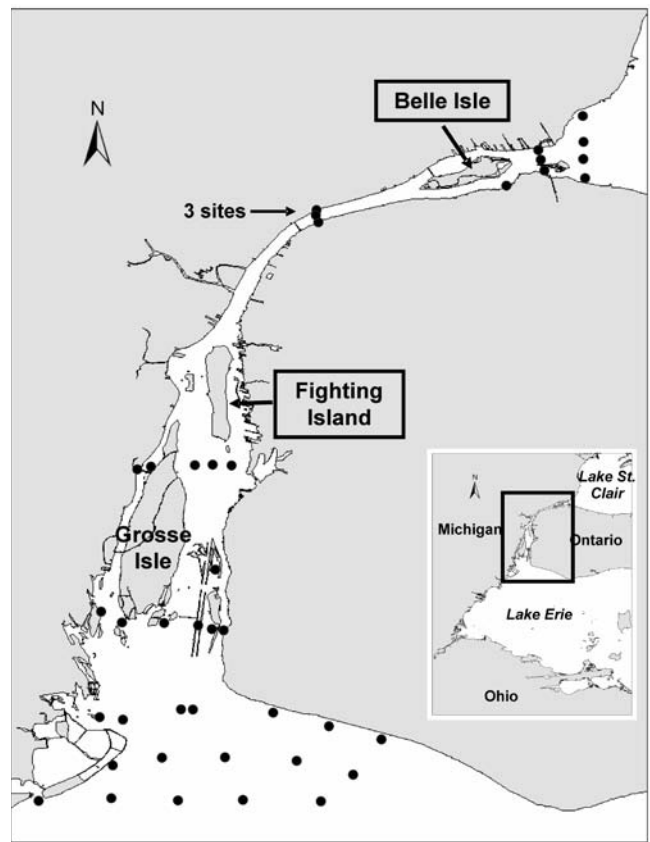 N
Belle Isle
3 sites
Fighting
Island
Grosse
Isle
N
Lake St.
Clair
Michigan
Ontario
Lake Erie
Ohio